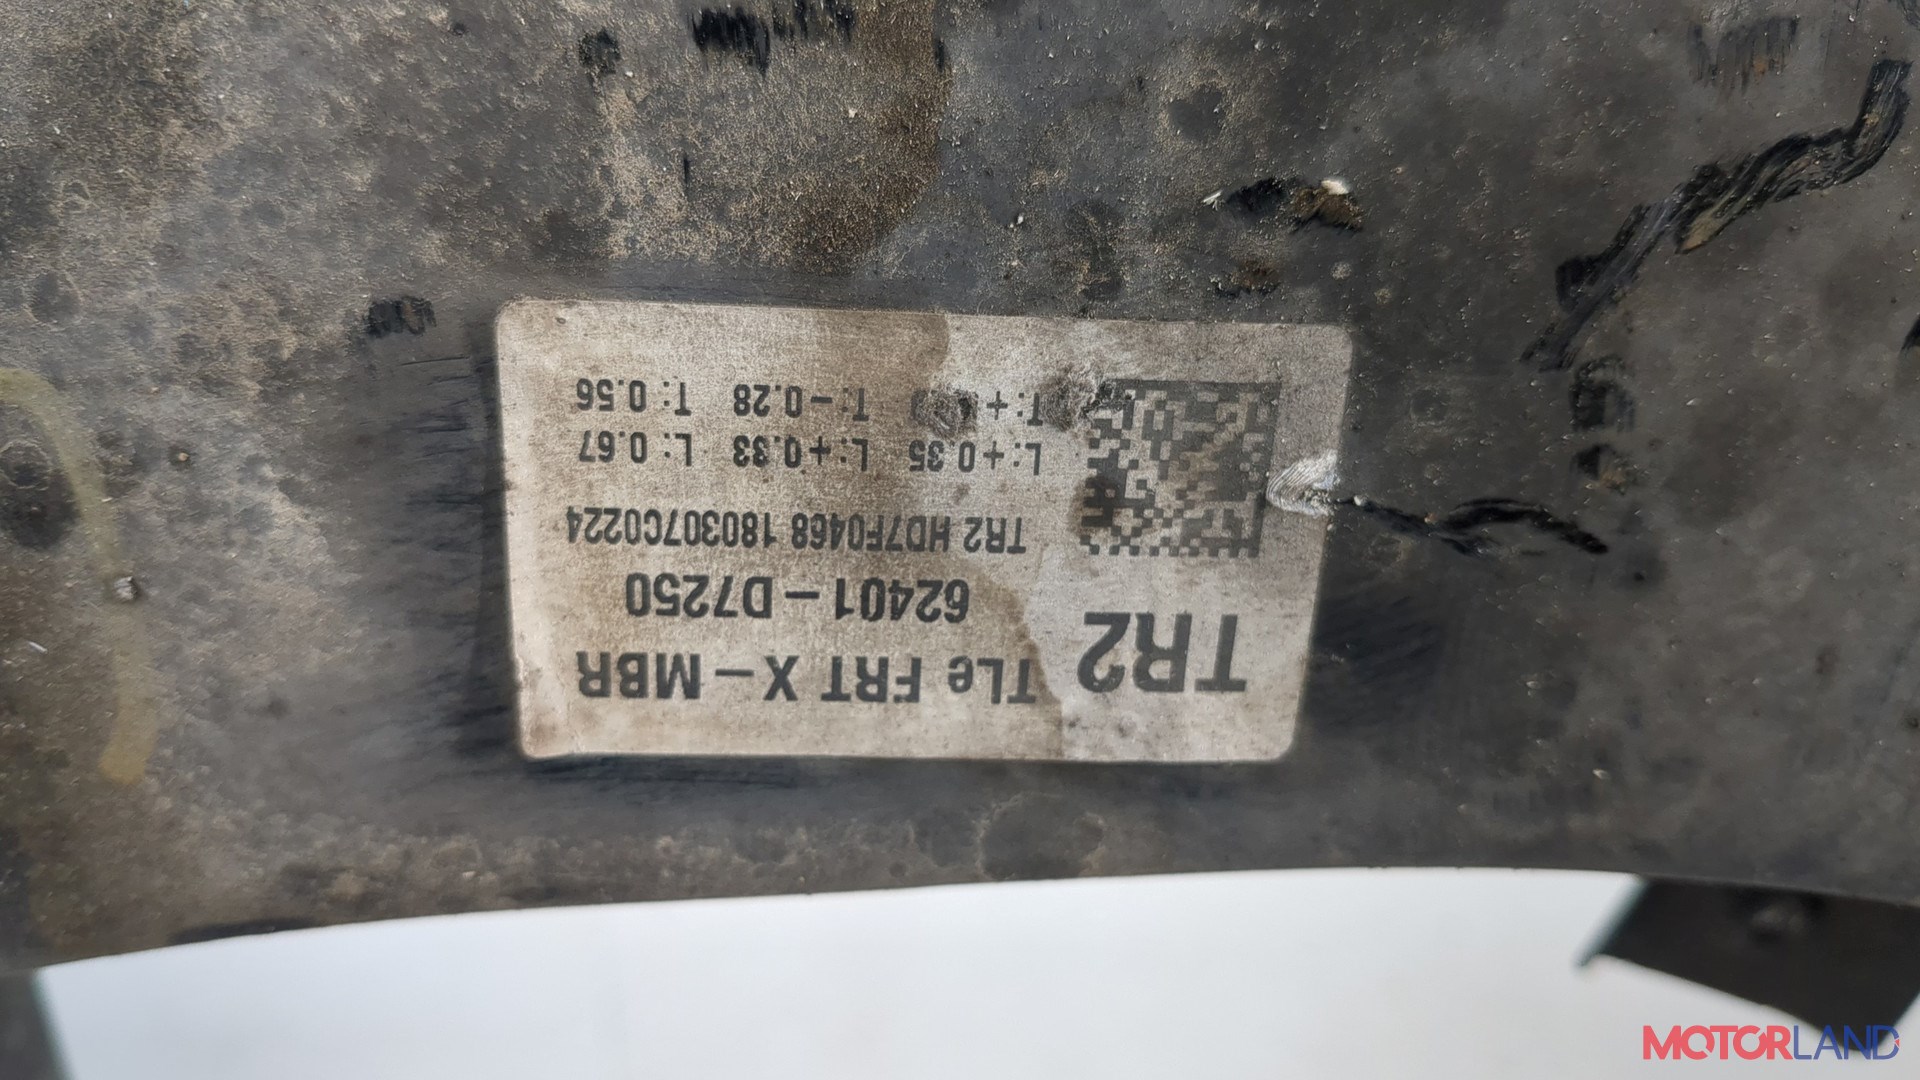 TR2 TLe FRT X-MBR
62401-D7250
TR2 HD7F0468 180307C0224
L:+0.35 L:+0.33 L: 0.67
T:+ T:-0.28 T: 0.56
MOTORLAND